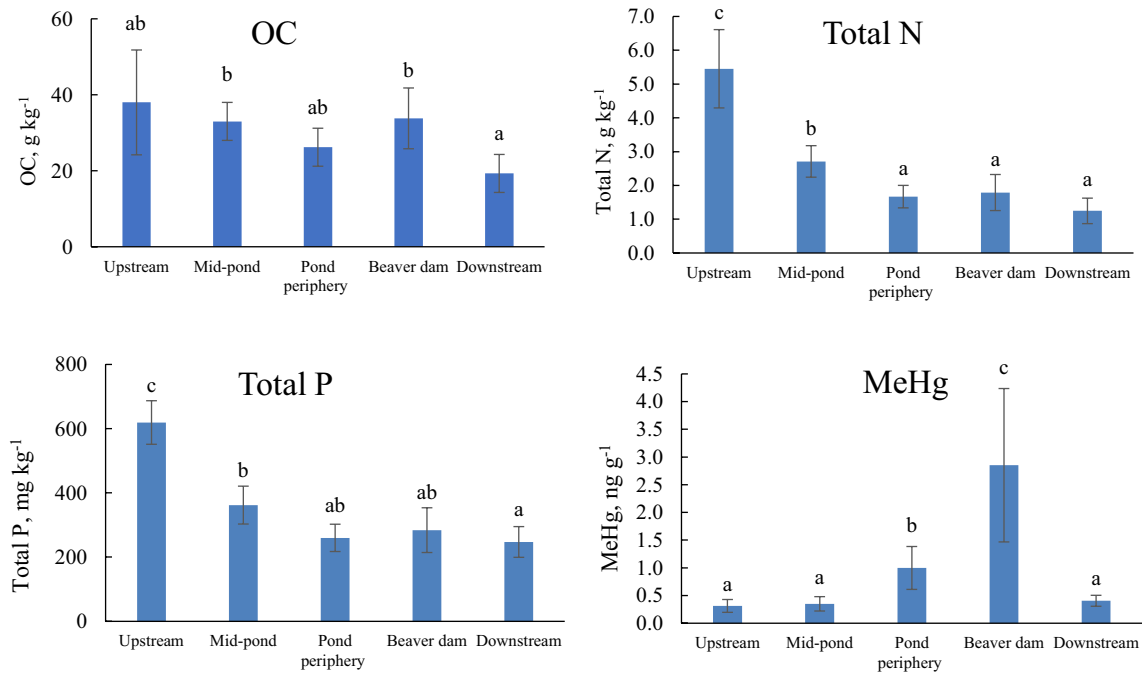 OC
OC, g kg-1
60
40
20
0
ab
b
ab
b
a
Upstream Mid-pond Pond periphery Beaver dam Downstream
Total N
Total N, g kg-1
7.0
6.0
5.0
4.0
3.0
2.0
1.0
0.0
c
b
a
a
a
Upstream Mid-pond Pond periphery Beaver dam Downstream
Total P
Total P, mg kg-1
800
600
400
200
0
c
b
ab
ab
a
Upstream Mid-pond Pond periphery Beaver dam Downstream
MeHg
MeHg, ng g-1
4.5
4.0
3.5
3.0
2.5
2.0
1.5
1.0
0.5
0.0
a
a
b
c
a
Upstream Mid-pond Pond periphery Beaver dam Downstream